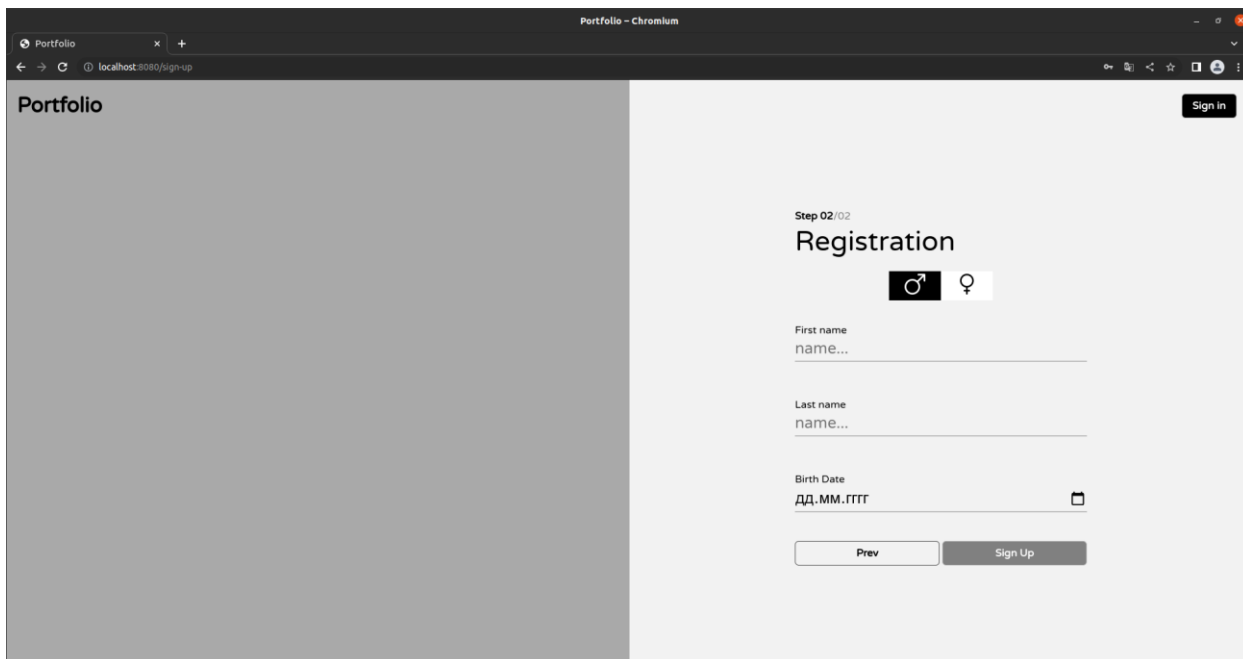 Portfolio – Chromium
Portfolio
localhost:8080/sign-up
Portfolio
Sign in
Step 02/02
Registration
First name
name...
Last name
name...
Birth Date
дд.мм.гггг
Prev
Sign Up